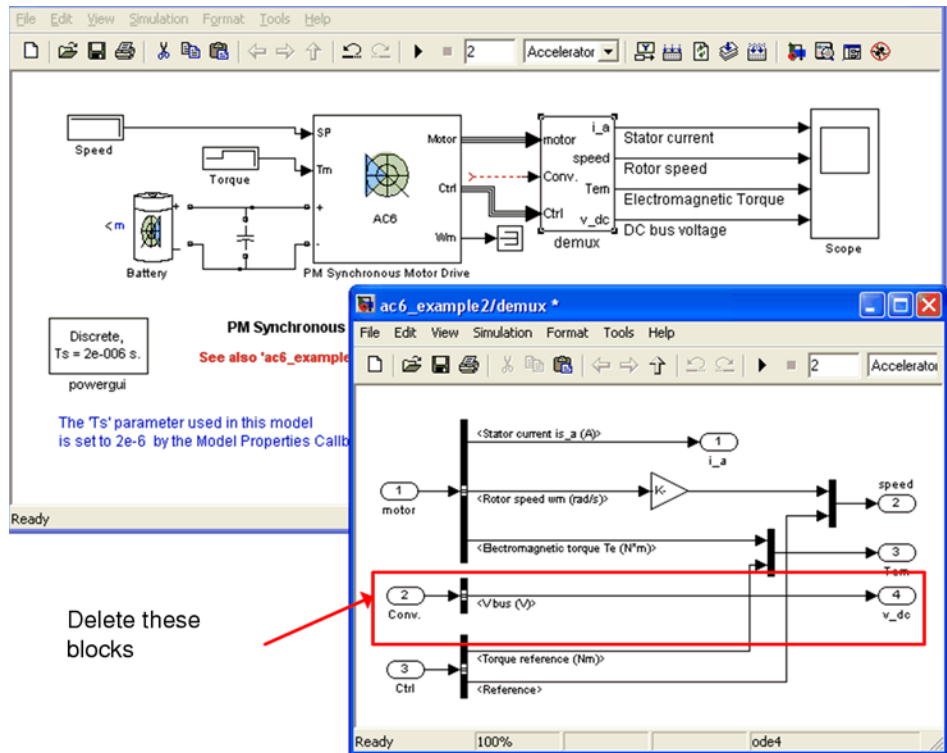 File Edit View Simulation Format Tools Help
2 Accelerator
Speed
Torque
SP
Tm
+
-
Motor
Ctrl
Wm
AC6
PM Synchronous Motor Drive
< m
+
-
Battery
motor
Conv.
Ctrl
i_a
speed
Tem
v_dc
demux
Stator current
Rotor speed
Electromagnetic Torque
DC bus voltage
Scope
Discrete,
Ts = 2e-006 s.
powergui
PM Synchronous
See also 'ac6_example
The 'Ts' parameter used in this model
is set to 2e-6 by the Model Properties Callb
Ready
ac6_example2/demux *
File Edit View Simulation Format Tools Help
2 Accelerator
1
motor
<Stator current is_a (A)>
1
i_a
<Rotor speed wm (rad/s)>
K-
speed
2
<Electromagnetic torque Te (N*m)>
3
Tem
2
Conv.
<Vbus (V)>
4
v_dc
3
Ctrl
<Torque reference (Nm)>
<Reference>
Ready 100% ode4
Delete these
blocks